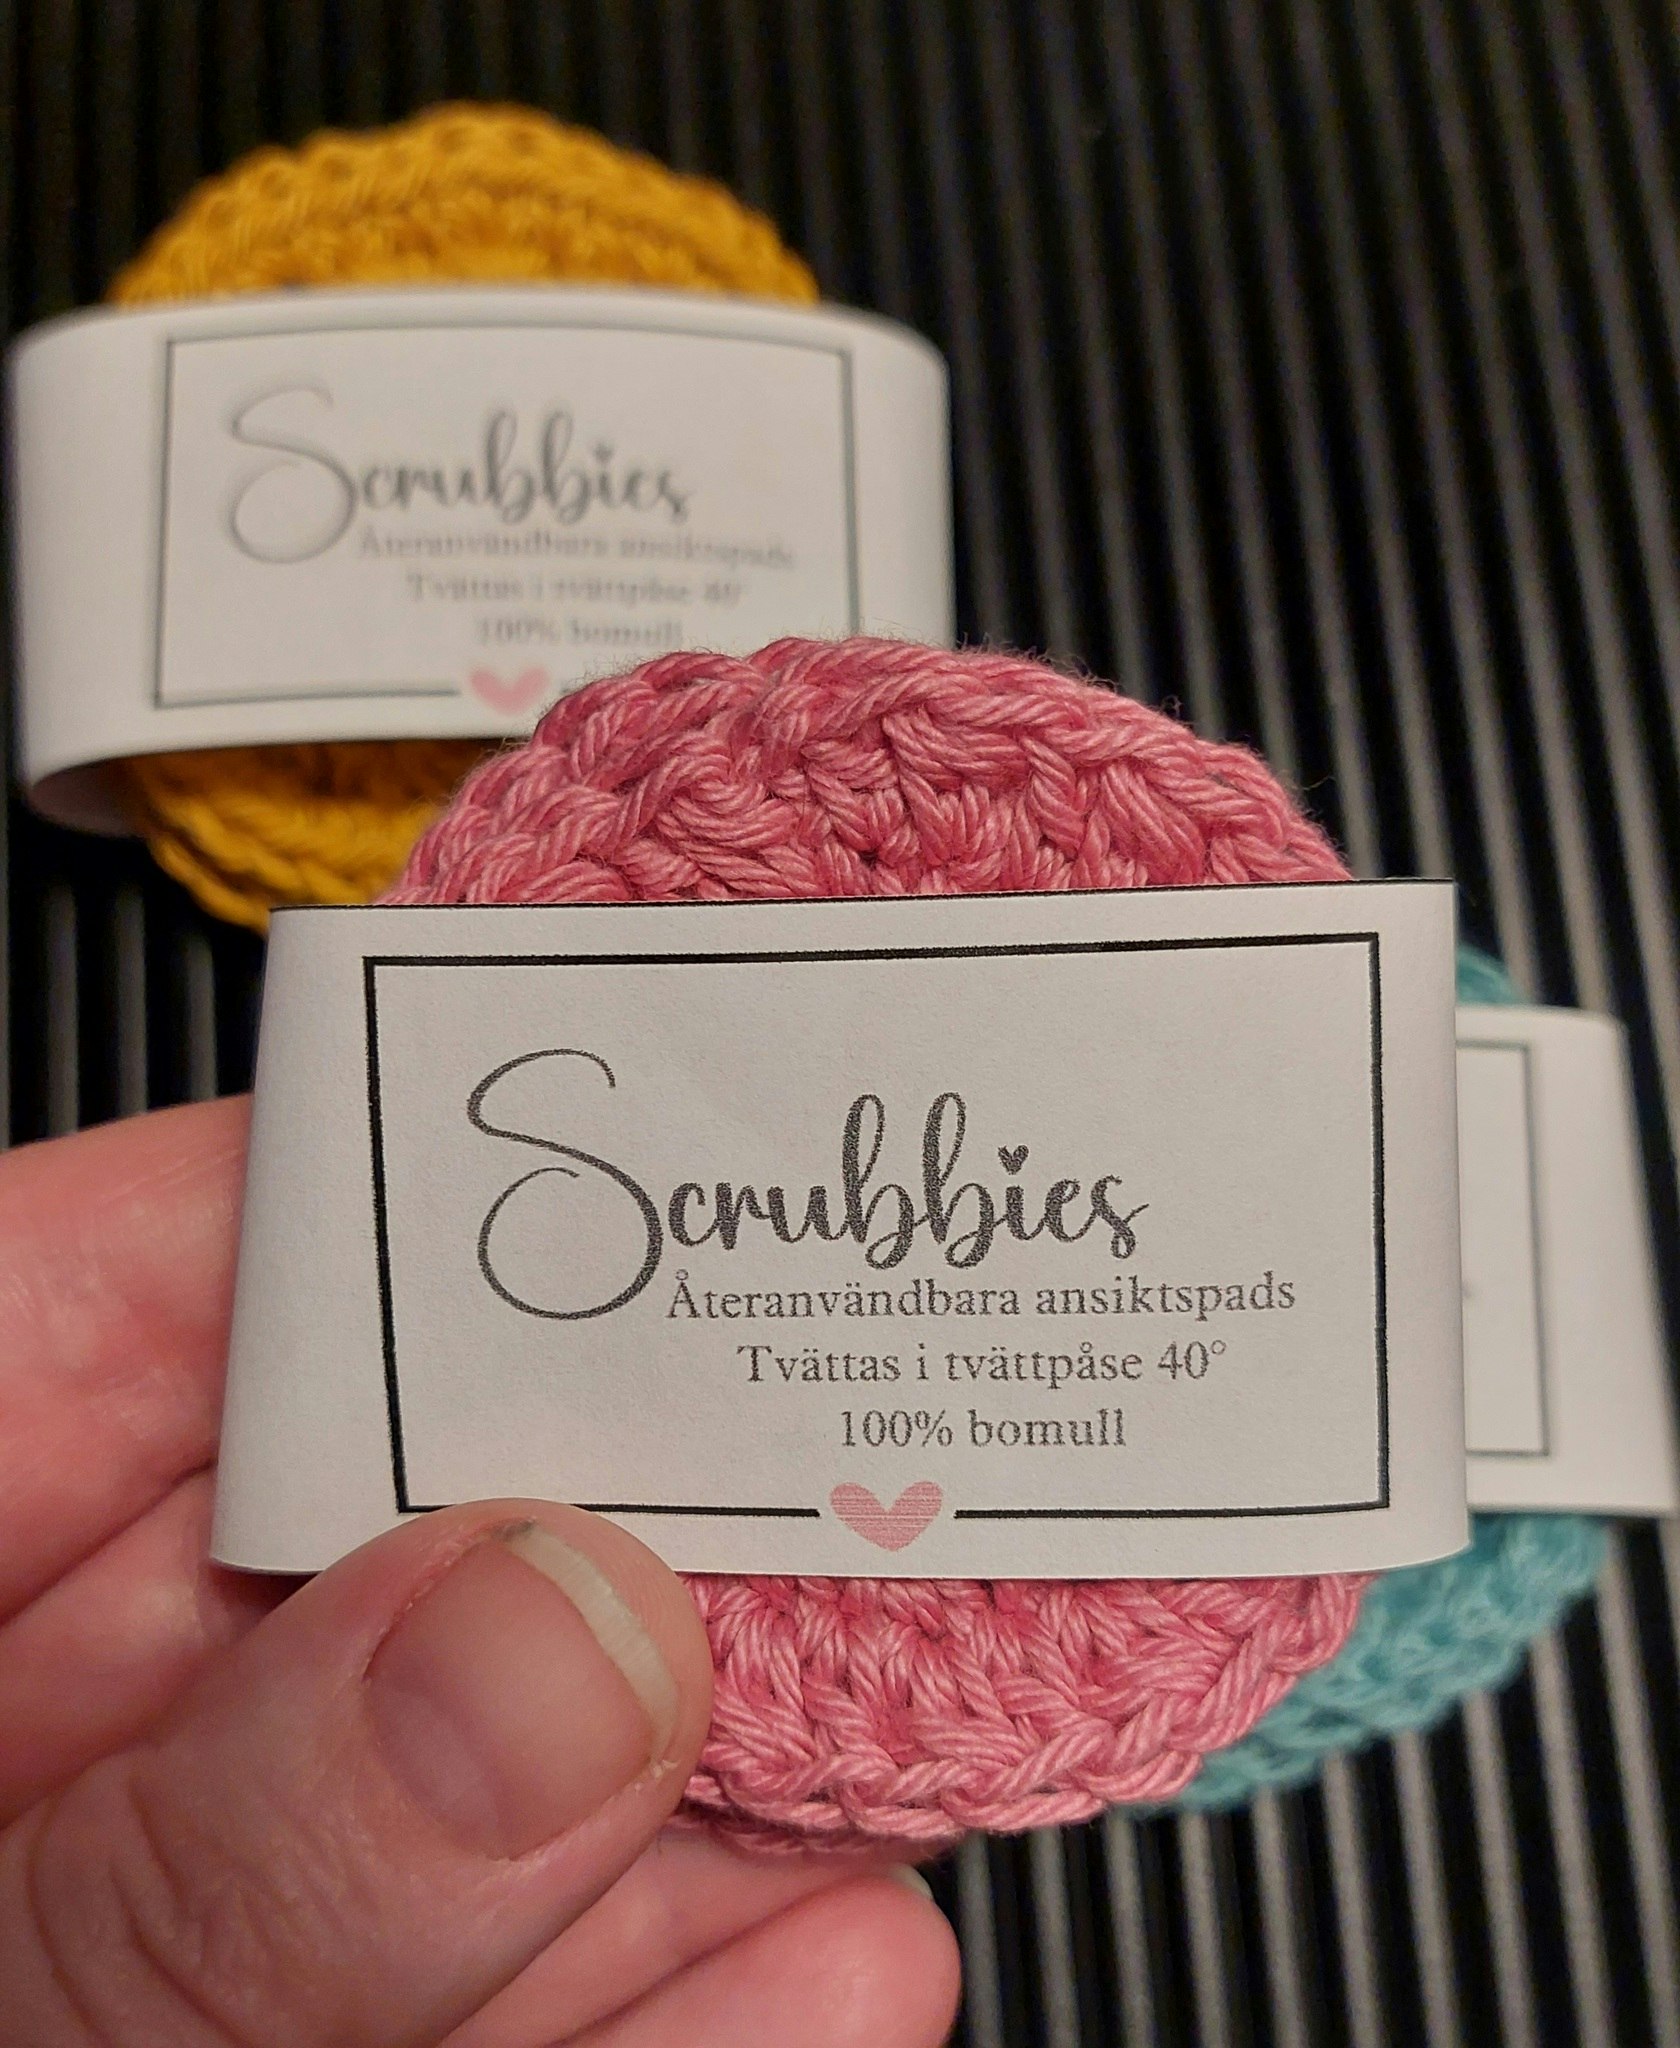 Scrubbies
Återanvändbara ansiktspads
Tvättas i tvättpåse 40°
100% bomull
Scrubbies
Återanvändbara ansiktspads
Tvättas i tvättpåse 40°
100% bomull